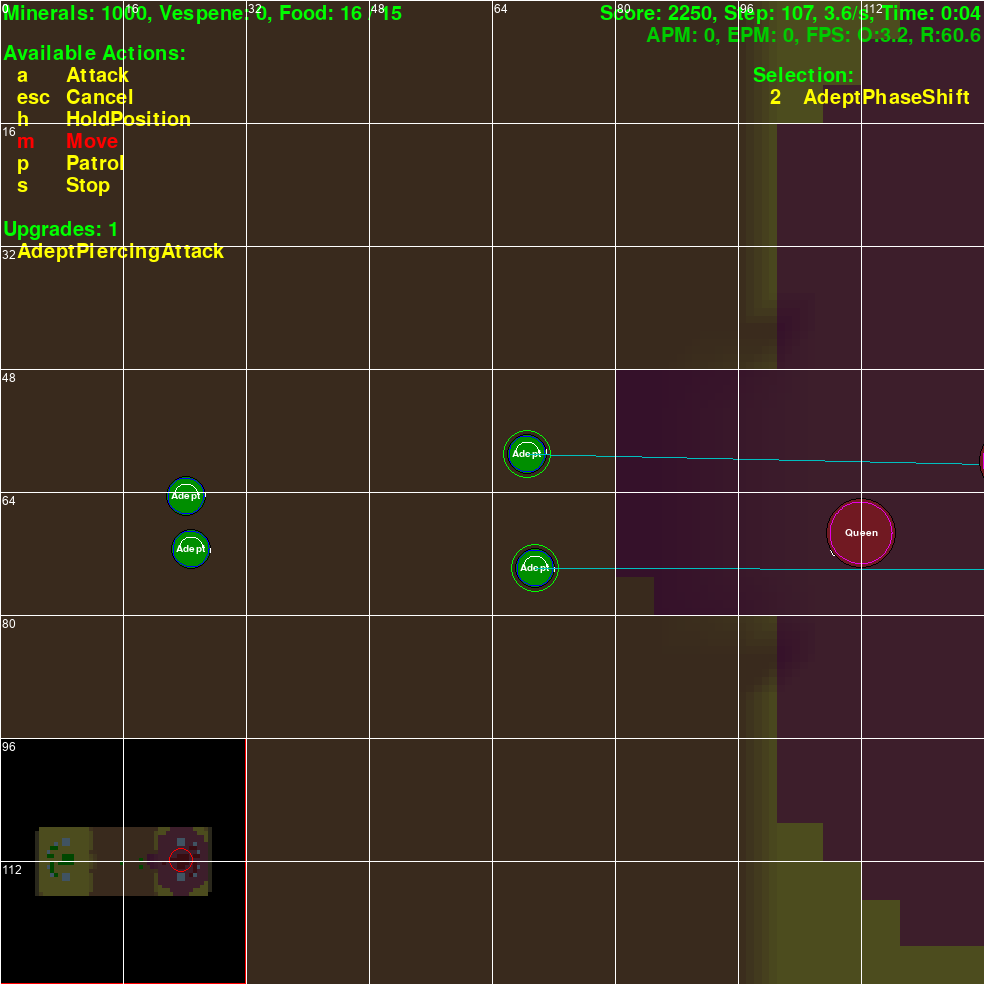 Minerals: 1000, Vespene: 0, Food: 16 / 15
Score: 2250, Step: 107, 3.6/s, Time: 0:04
APM: 0, EPM: 0, FPS: O:3.2, R:60.6
0
16
32
48
64
80
96
112
Available Actions:
a Attack
esc Cancel
h HoldPosition
m Move
p Patrol
s Stop
Selection:
2 AdeptPhaseShift
Upgrades: 1
AdeptPiercingAttack
16
32
48
64
80
96
112
Adept
Adept
Adept
Queen
Adept